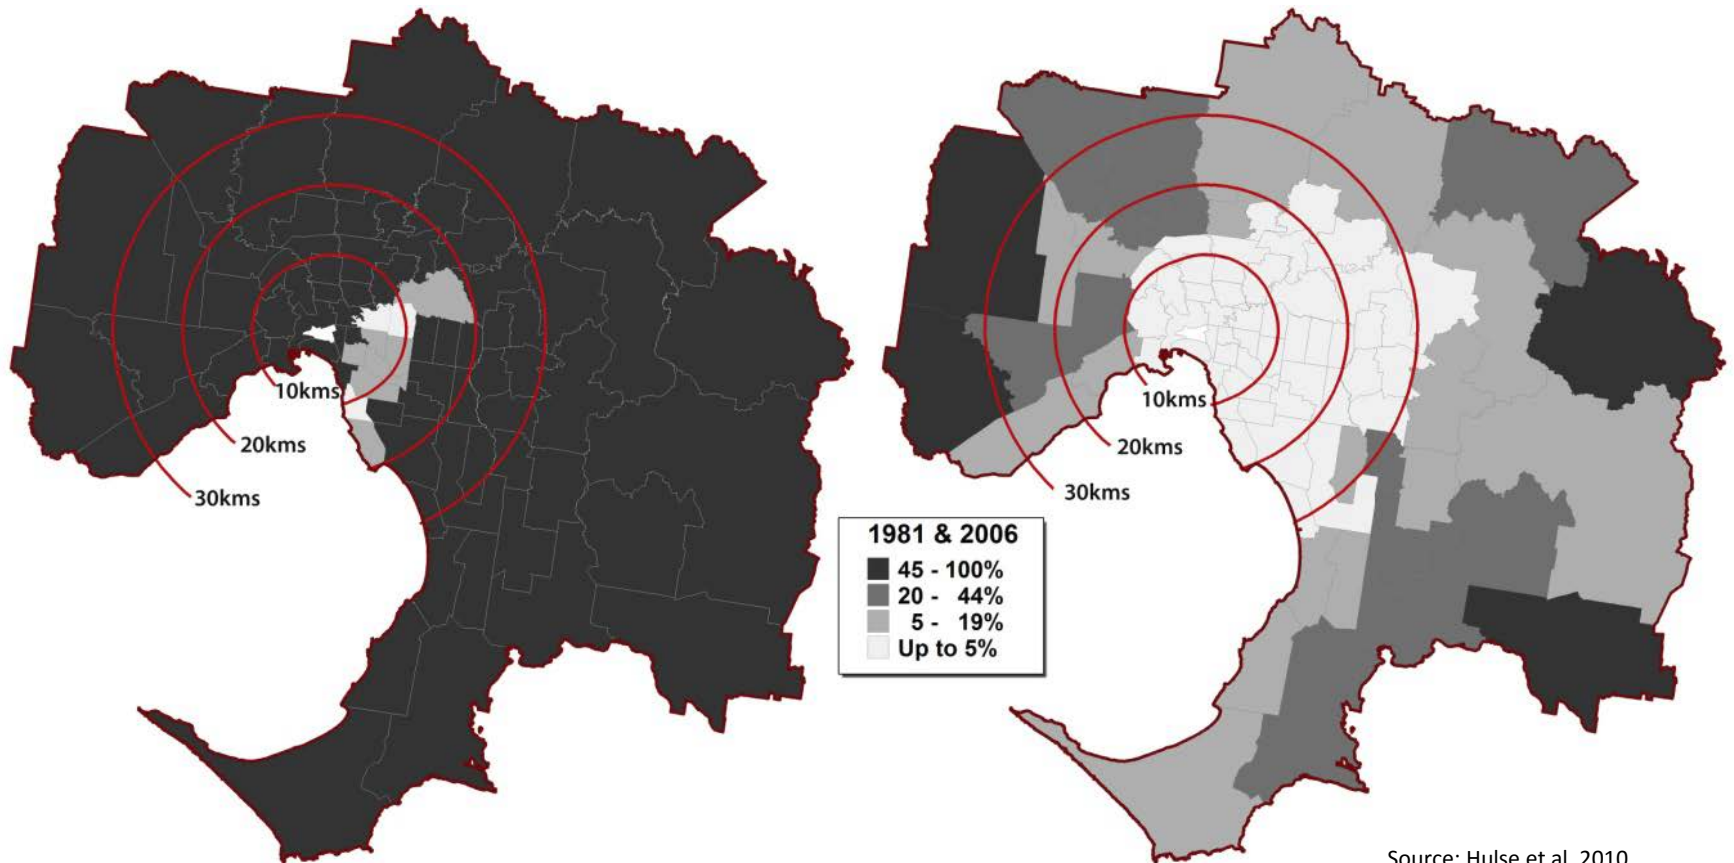 10kms
20kms
30kms
10kms
20kms
30kms
1981 & 2006
45 - 100%
20 - 44%
5 - 19%
Up to 5%
Source: Hulse et al. 2010